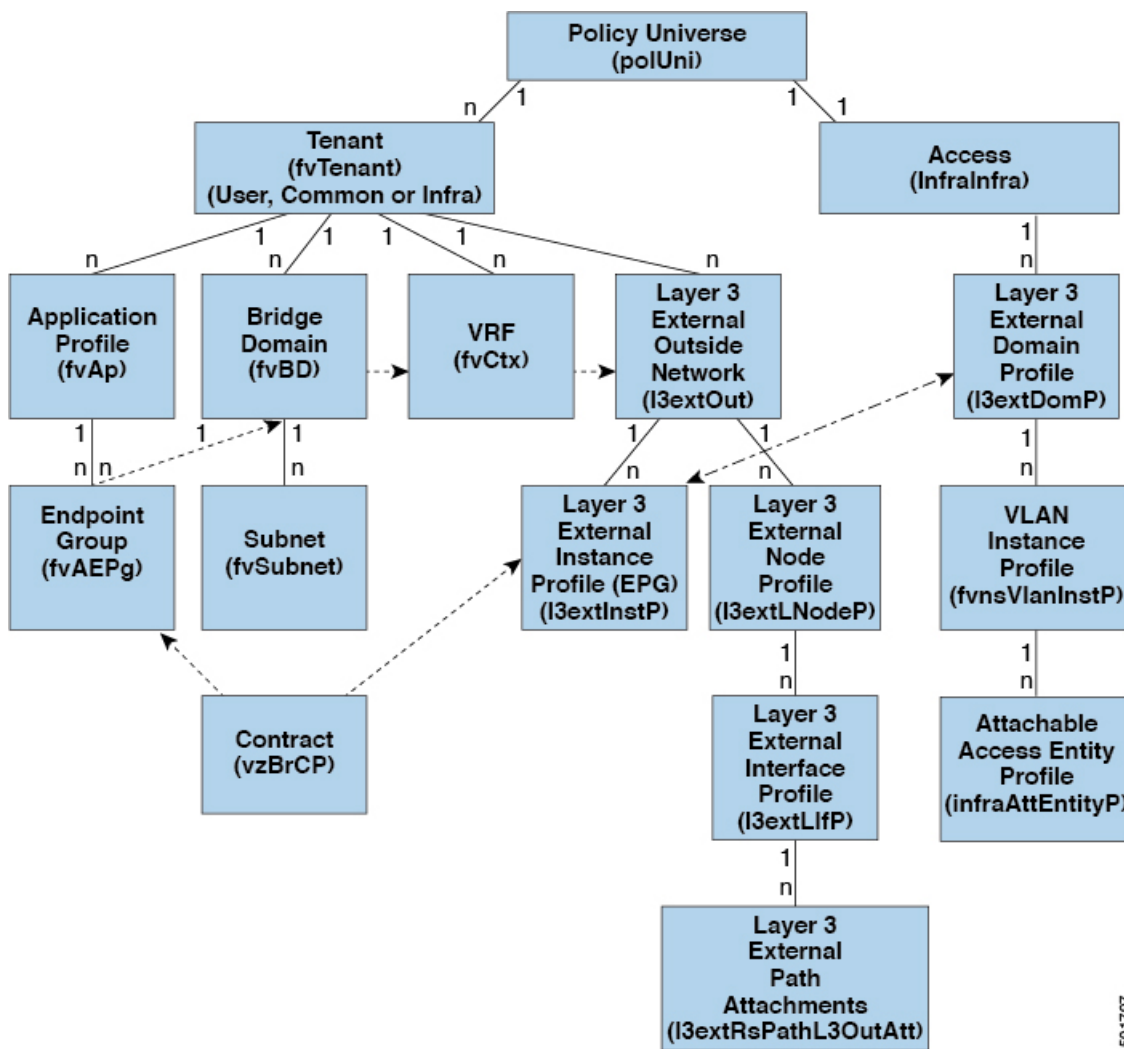 Policy Universe
(polUni)
1
1
n
1
Tenant
(fvTenant)
(User, Common or Infra)
Access
(InfraInfra)
1
1
1
1
1
n
n
n
n
n
Application
Profile
(fvAp)
Bridge
Domain
(fvBD)
VRF
(fvCtx)
Layer 3
External
Outside
Network
(l3extOut)
Layer 3
External
Domain
Profile
(l3extDomP)
1
1
1
1
1
1
n
n
n
n
n
n
Endpoint
Group
(fvAEPg)
Subnet
(fvSubnet)
Layer 3
External
Instance
Profile (EPG)
(l3extInstP)
Layer 3
External
Node
Profile
(l3extLNodeP)
VLAN
Instance
Profile
(fvnsVlanInstP)
1
1
n
n
Contract
(vzBrCP)
Layer 3
External
Interface
Profile
(l3extLIfP)
Attachable
Access Entity
Profile
(infraAttEntityP)
1
n
Layer 3
External
Path
Attachments
(l3extRsPathL3OutAtt)